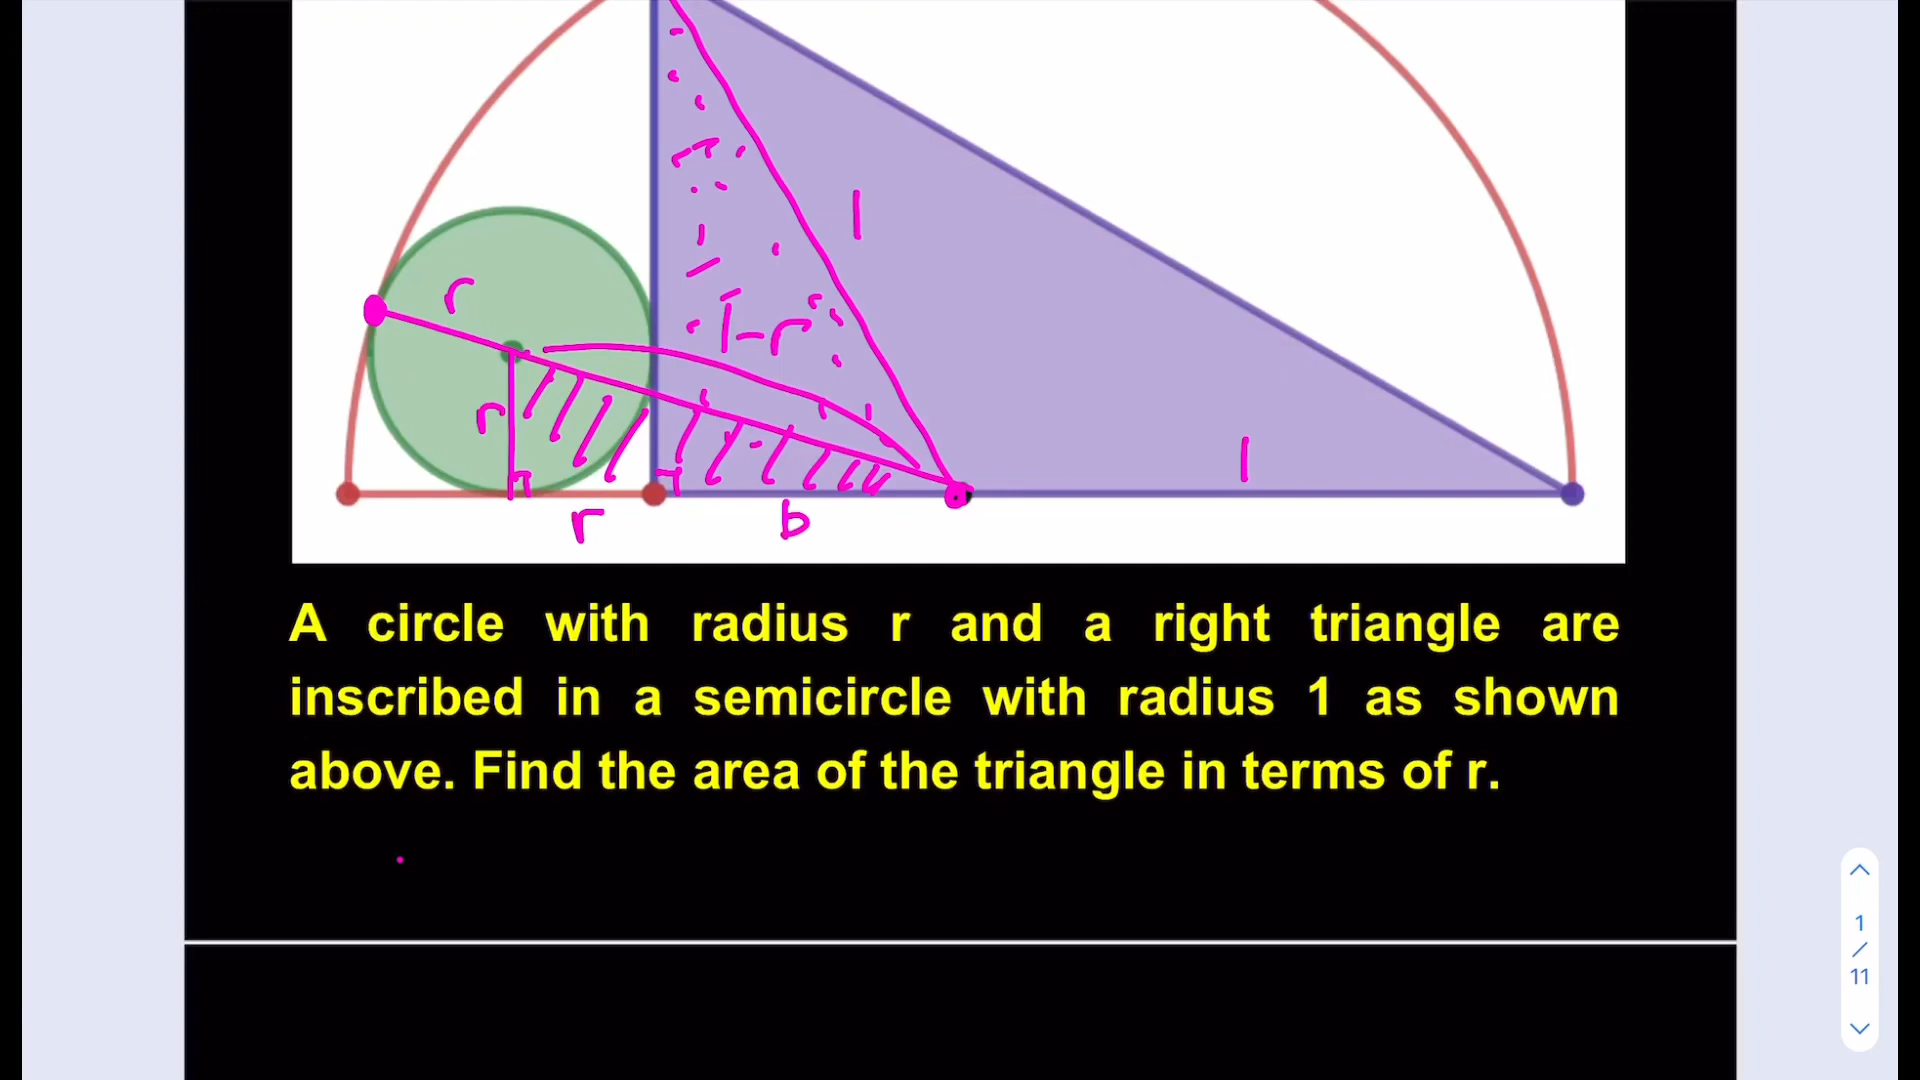 1
r
1-r
r
1
r
b
A circle with radius r and a right triangle are
inscribed in a semicircle with radius 1 as shown
above. Find the area of the triangle in terms of r.
1
/
11